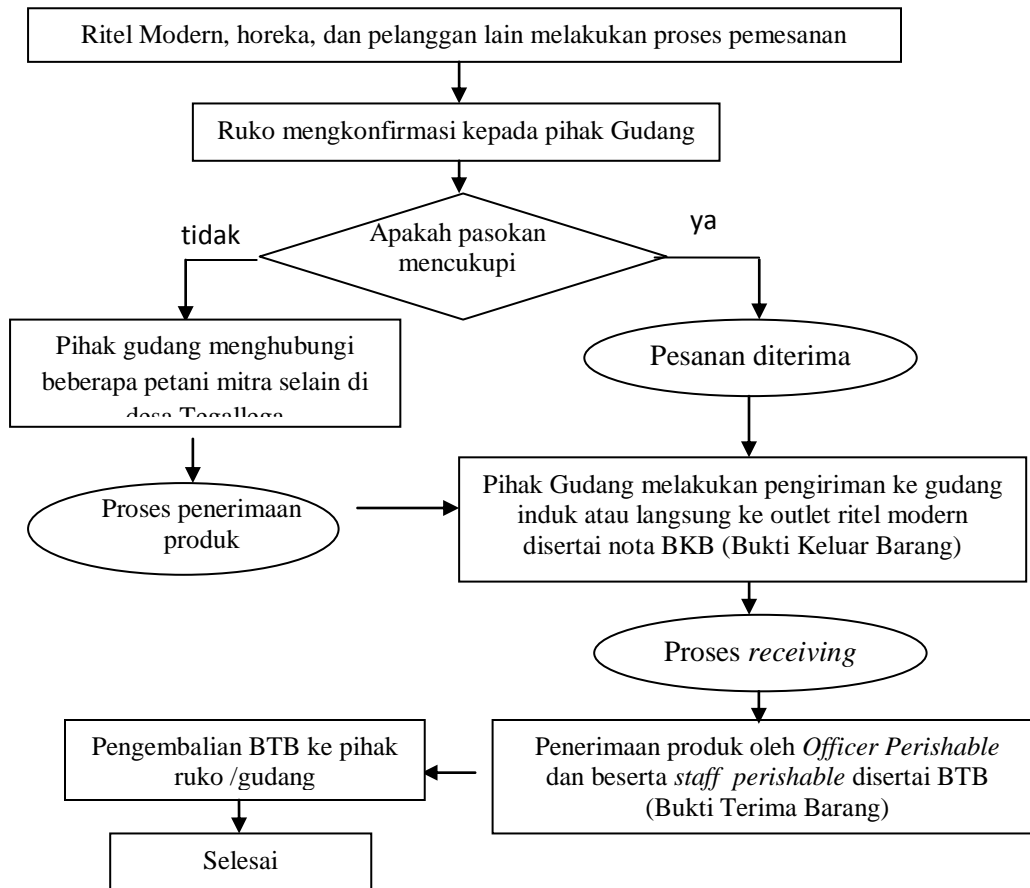 Ritel Modern, horeka, dan pelanggan lain melakukan proses pemesanan
Ruko mengkonfirmasi kepada pihak Gudang
Apakah pasokan
mencukupi
tidak
ya
Pihak gudang menghubungi
beberapa petani mitra selain di
desa Tegallega
Pesanan diterima
Proses penerimaan
produk
Pihak Gudang melakukan pengiriman ke gudang
induk atau langsung ke outlet ritel modern
disertai nota BKB (Bukti Keluar Barang)
Proses receiving
Penerimaan produk oleh Officer Perishable
dan beserta staff perishable disertai BTB
(Bukti Terima Barang)
Pengembalian BTB ke pihak
ruko /gudang
Selesai